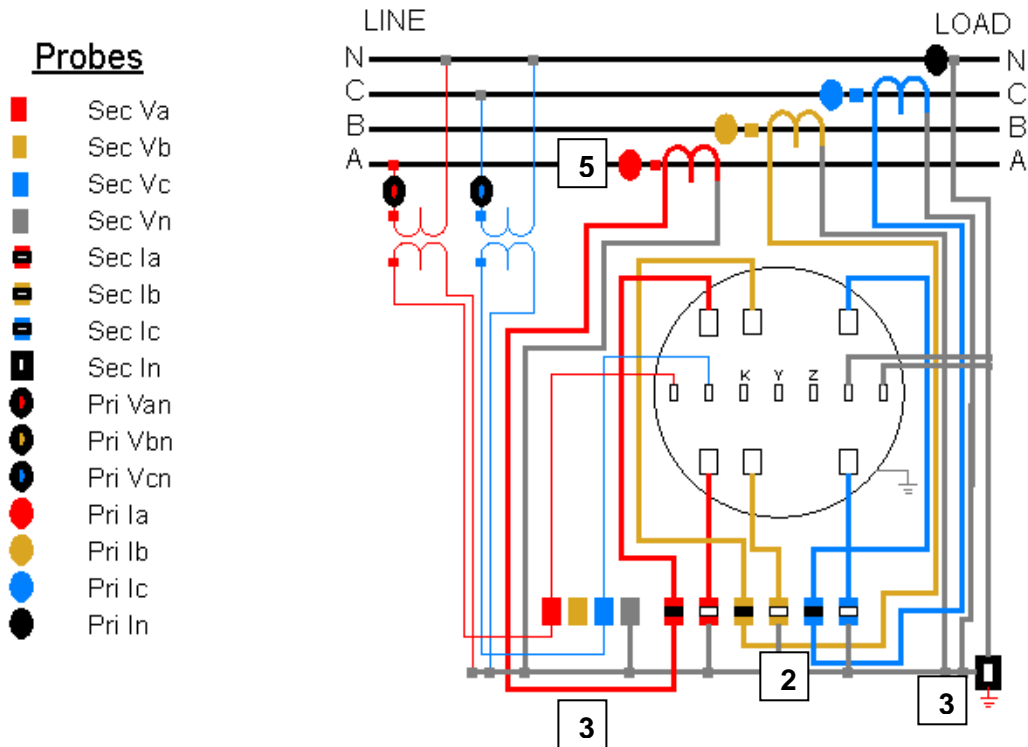 LINE
LOAD
Probes
Sec Va
Sec Vb
Sec Vc
Sec Vn
Sec Ia
Sec Ib
Sec Ic
Sec In
Pri Van
Pri Vbn
Pri Vcn
Pri Ia
Pri Ib
Pri Ic
Pri In
N
N
C
C
B
B
A
5
A
K Y Z
2
3
3